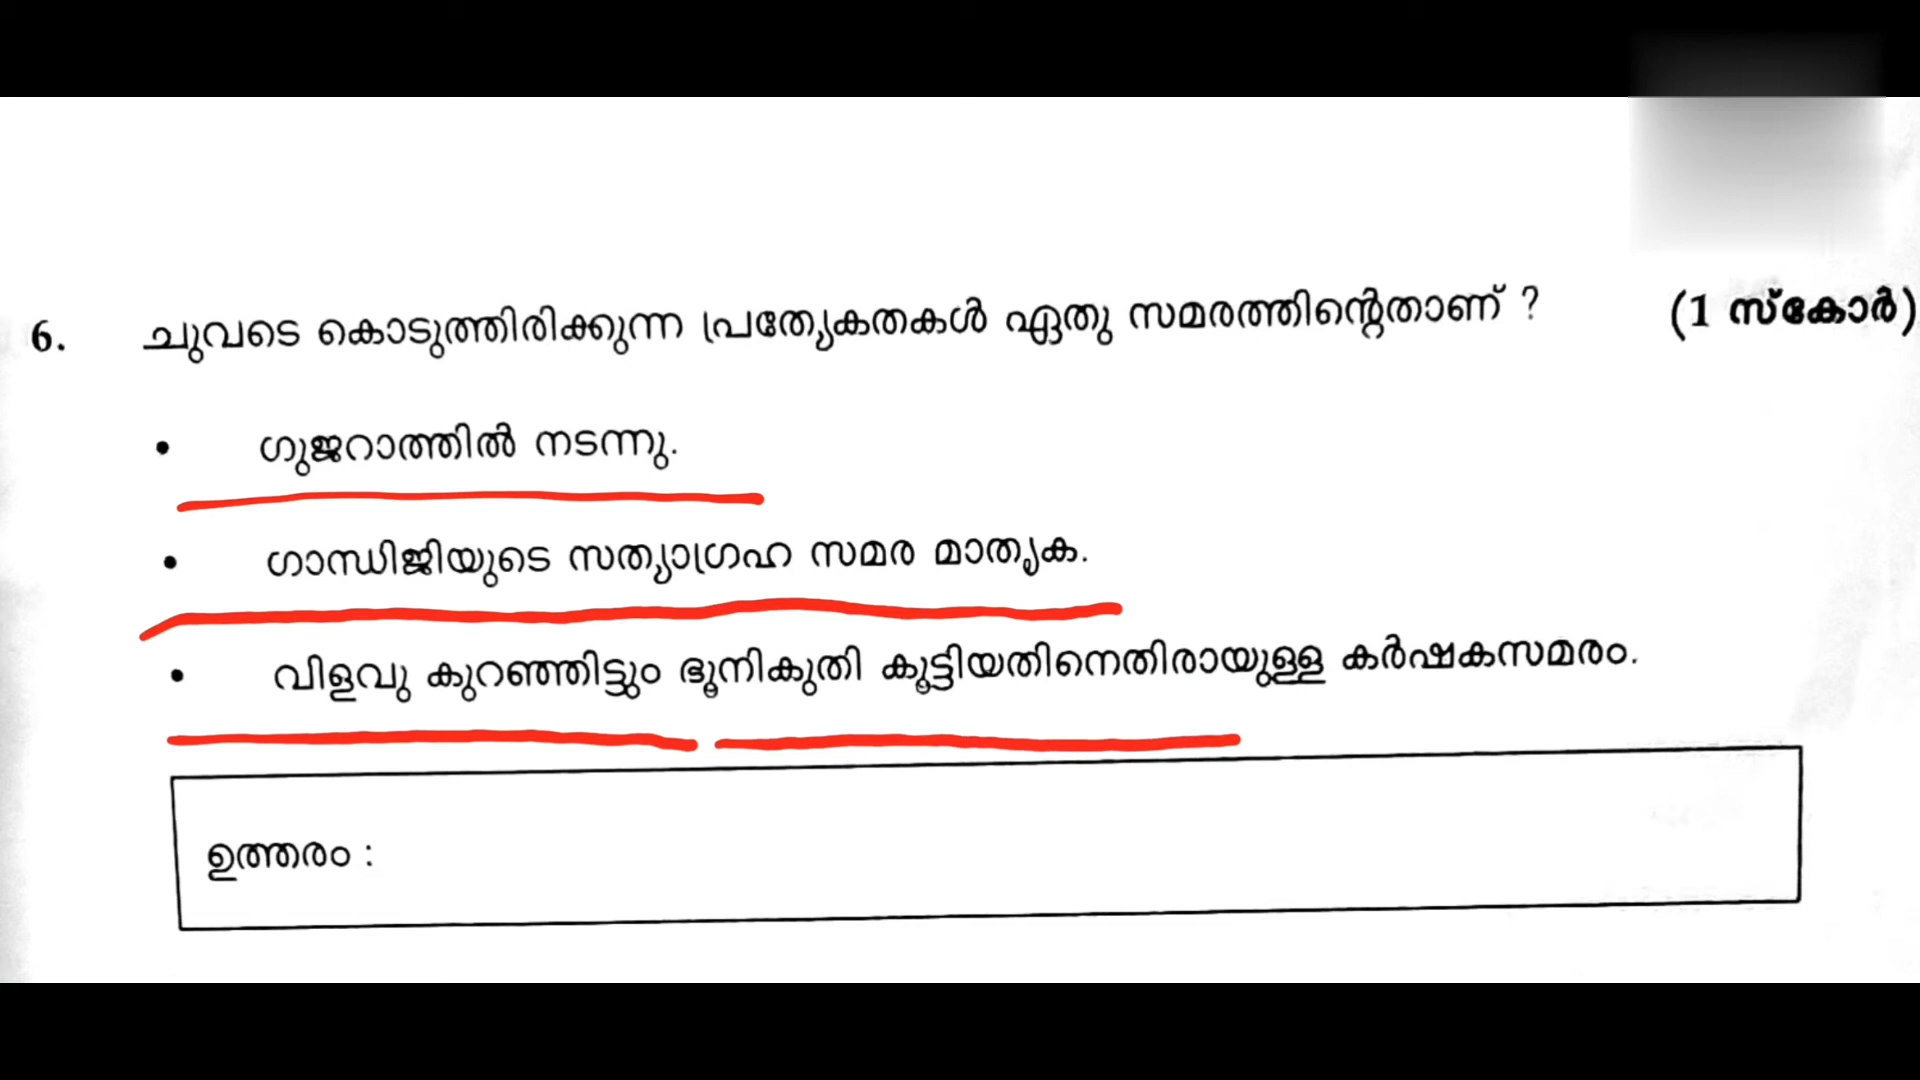 6. ചുവടെ കൊടുത്തിരിക്കുന്ന പ്രത്യേകതകൾ ഏതു സമരത്തിന്റെതാണ് ? (1 സ്കോർ)
• ഗുജറാത്തിൽ നടന്നു.
• ഗാന്ധിജിയുടെ സത്യാഗ്രഹ സമര മാതൃക.
• വിളവു കുറഞ്ഞിട്ടും ഭൂനികുതി കൂട്ടിയതിനെതിരായുള്ള കർഷകസമരം.
ഉത്തരം :